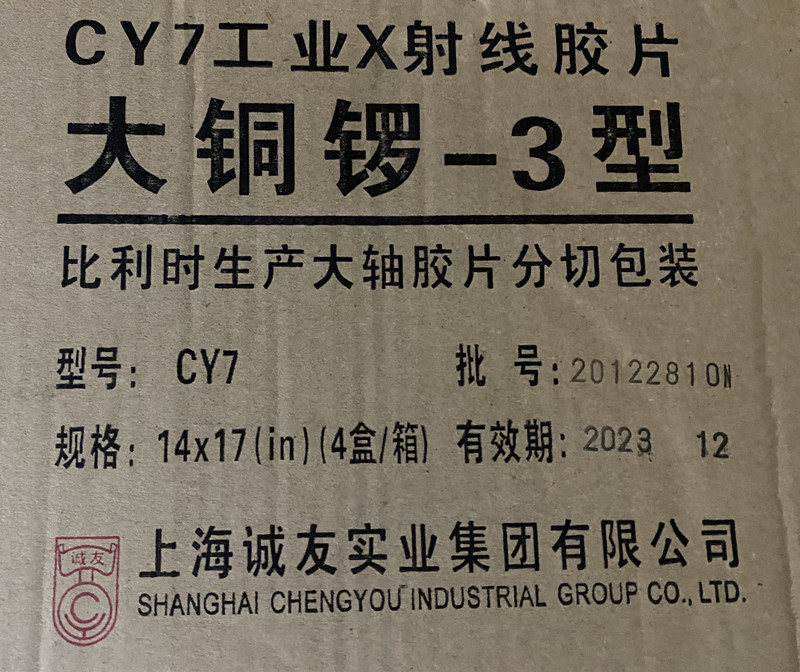 CY7工业X射线胶片
大铜锣-3型
比利时生产大轴胶片分切包装
型号: CY7 批 号: 20122810N
规格: 14x17(in)(4盒/箱) 有效期: 2023 12
诚友
上海诚友实业集团有限公司
SHANGHAI CHENGYOU INDUSTRIAL GROUP CO., LTD.